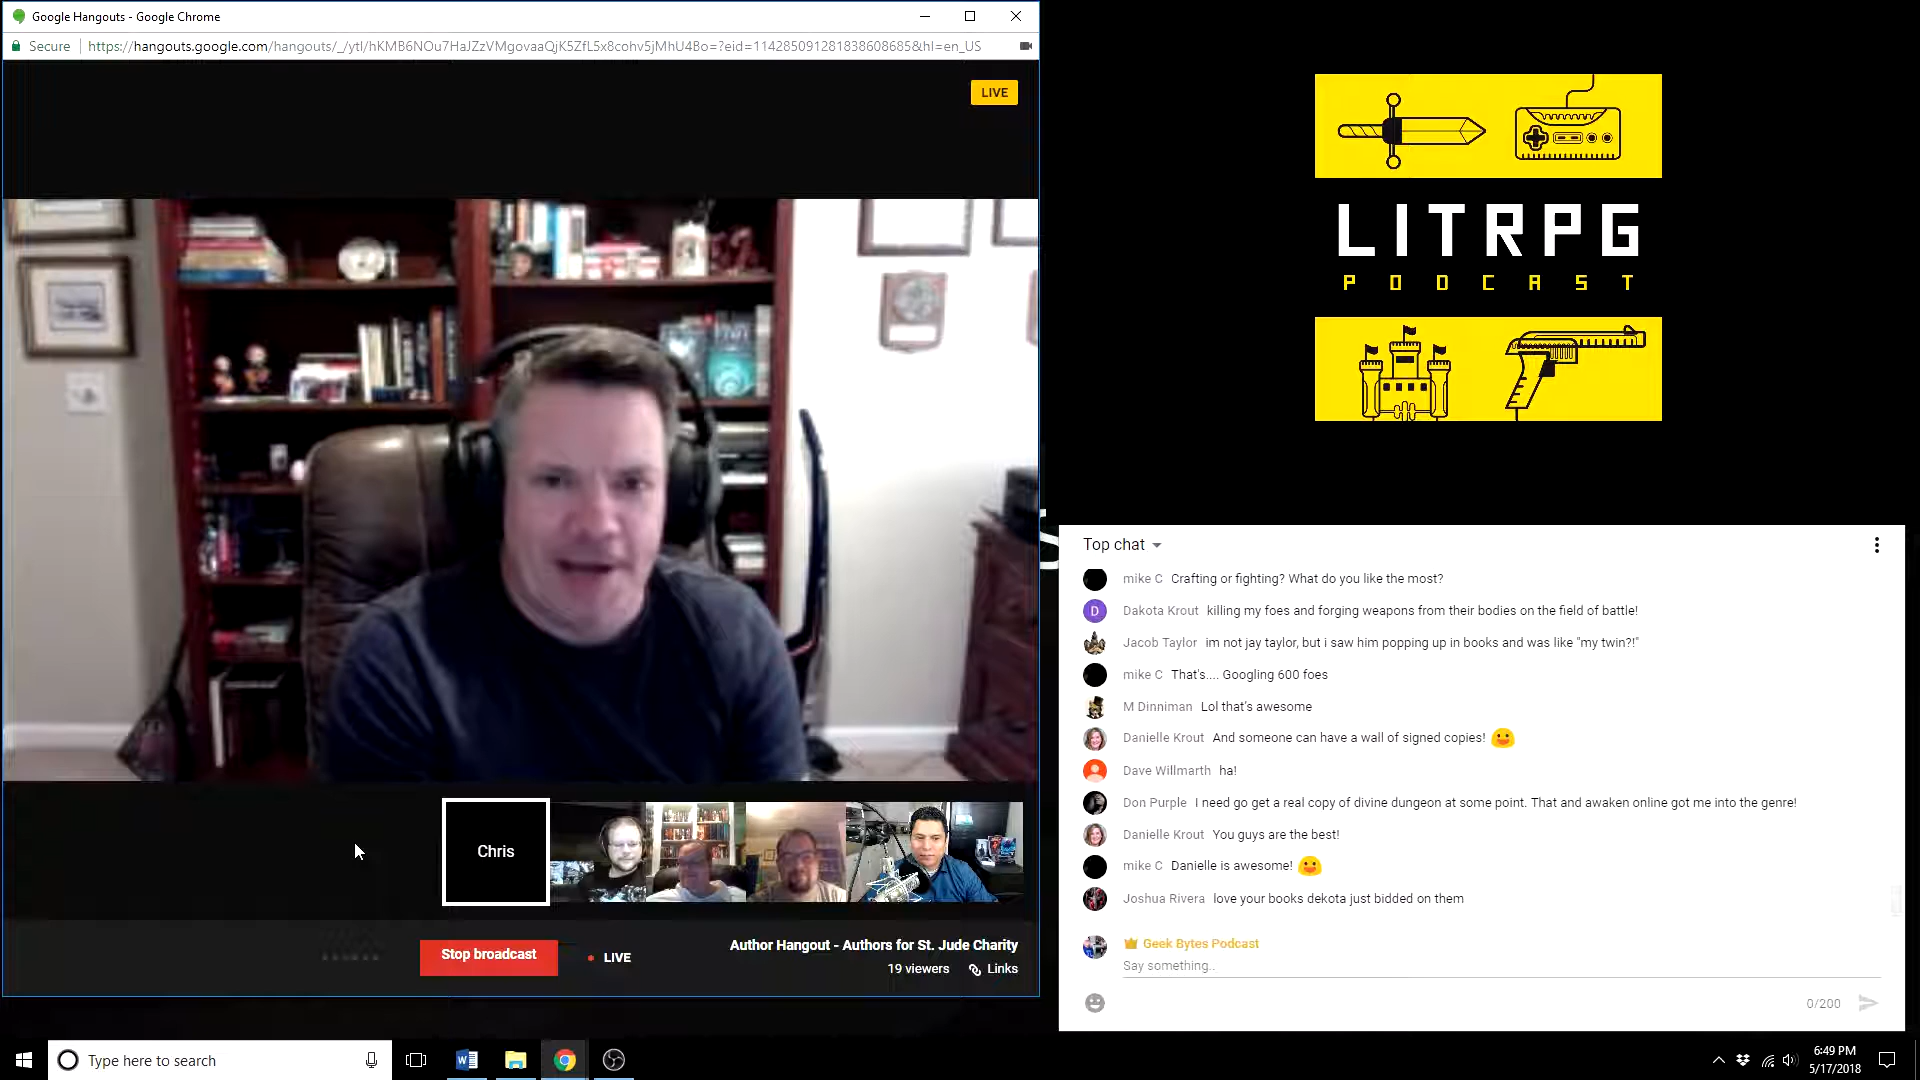 Google Hangouts - Google Chrome
Secure
https://hangouts.google.com/hangouts/_/ytl/hKMB6NOu7HaJZzVMgovaaQjK5ZfL5x8cohv5jMhU4Bo=?eid=114285091281838608685&hl=en_US
LIVE
LITRPG
PODCAST
Top chat
mike C Crafting or fighting? What do you like the most?
Dakota Krout killing my foes and forging weapons from their bodies on the field of battle!
Jacob Taylor im not jay taylor, but i saw him popping up in books and was like "my twin?!"
mike C That's.... Googling 600 foes
M Dinniman Lol that's awesome
Danielle Krout And someone can have a wall of signed copies!
Dave Willmarth ha!
Don Purple I need go get a real copy of divine dungeon at some point. That and awaken online got me into the genre!
Danielle Krout You guys are the best!
mike C Danielle is awesome!
Joshua Rivera love your books dekota just bidded on them
Geek Bytes Podcast
Say something..
0/200
Chris
Stop broadcast
LIVE
Author Hangout - Authors for St. Jude Charity
19 viewers Links
Type here to search
6:49 PM
5/17/2018